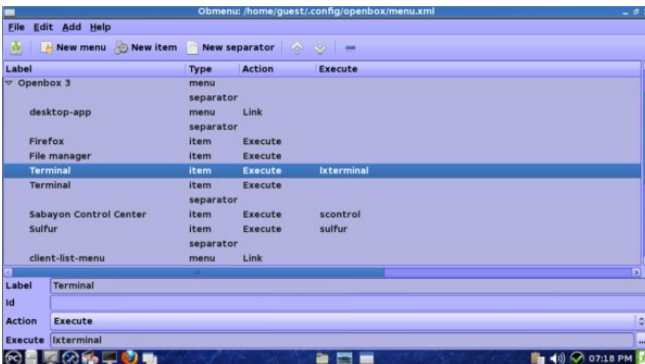 Obmenu: /home/guest/.config/openbox/menu.xml
File Edit Add Help
New menu New item New separator
Label Type Action Execute
Openbox 3 menu
separator
desktop-app menu Link
separator
Firefox item Execute
File manager item Execute
Terminal item Execute lxterminal
Terminal item Execute
separator
Sabayon Control Center item Execute scontrol
Sulfur item Execute sulfur
separator
client-list-menu menu Link
Label Terminal
Id
Action Execute
Execute lxterminal ...
PC 07:18 PM